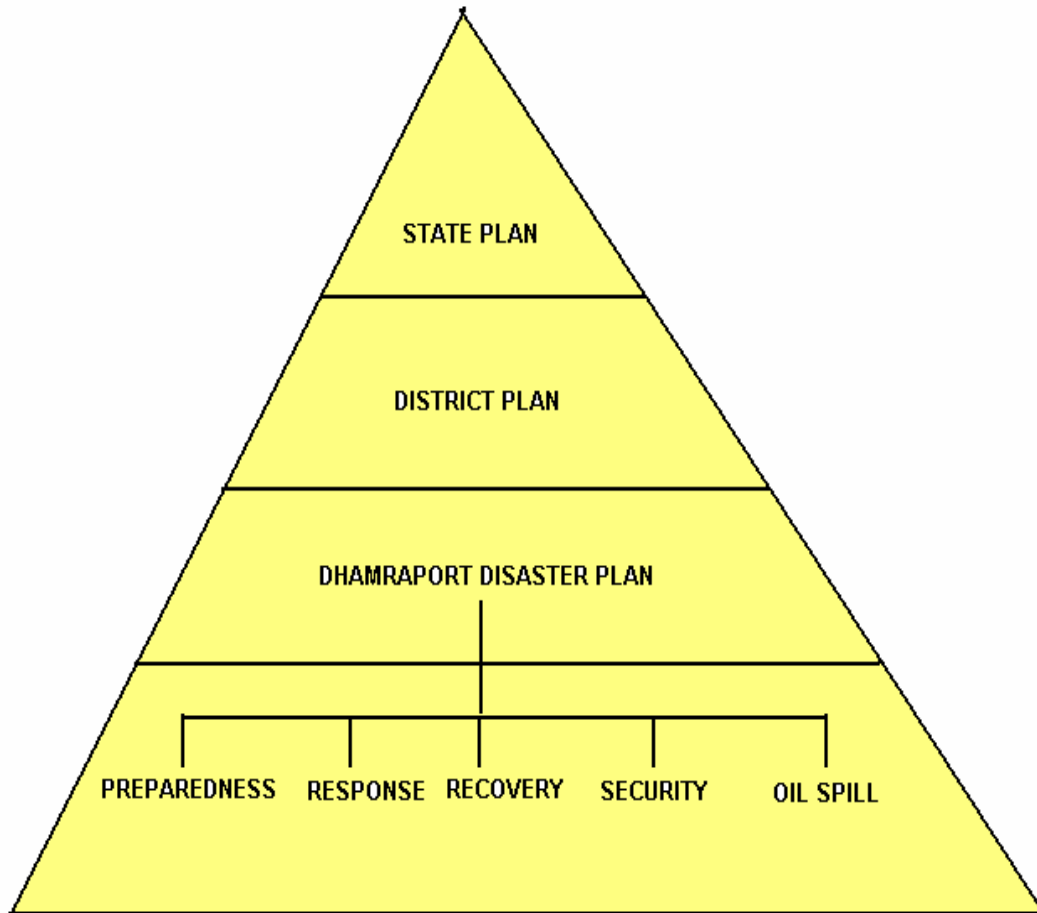 STATE PLAN
DISTRICT PLAN
DHAMRAPORT DISASTER PLAN
PREPAREDNESS RESPONSE RECOVERY SECURITY OIL SPILL